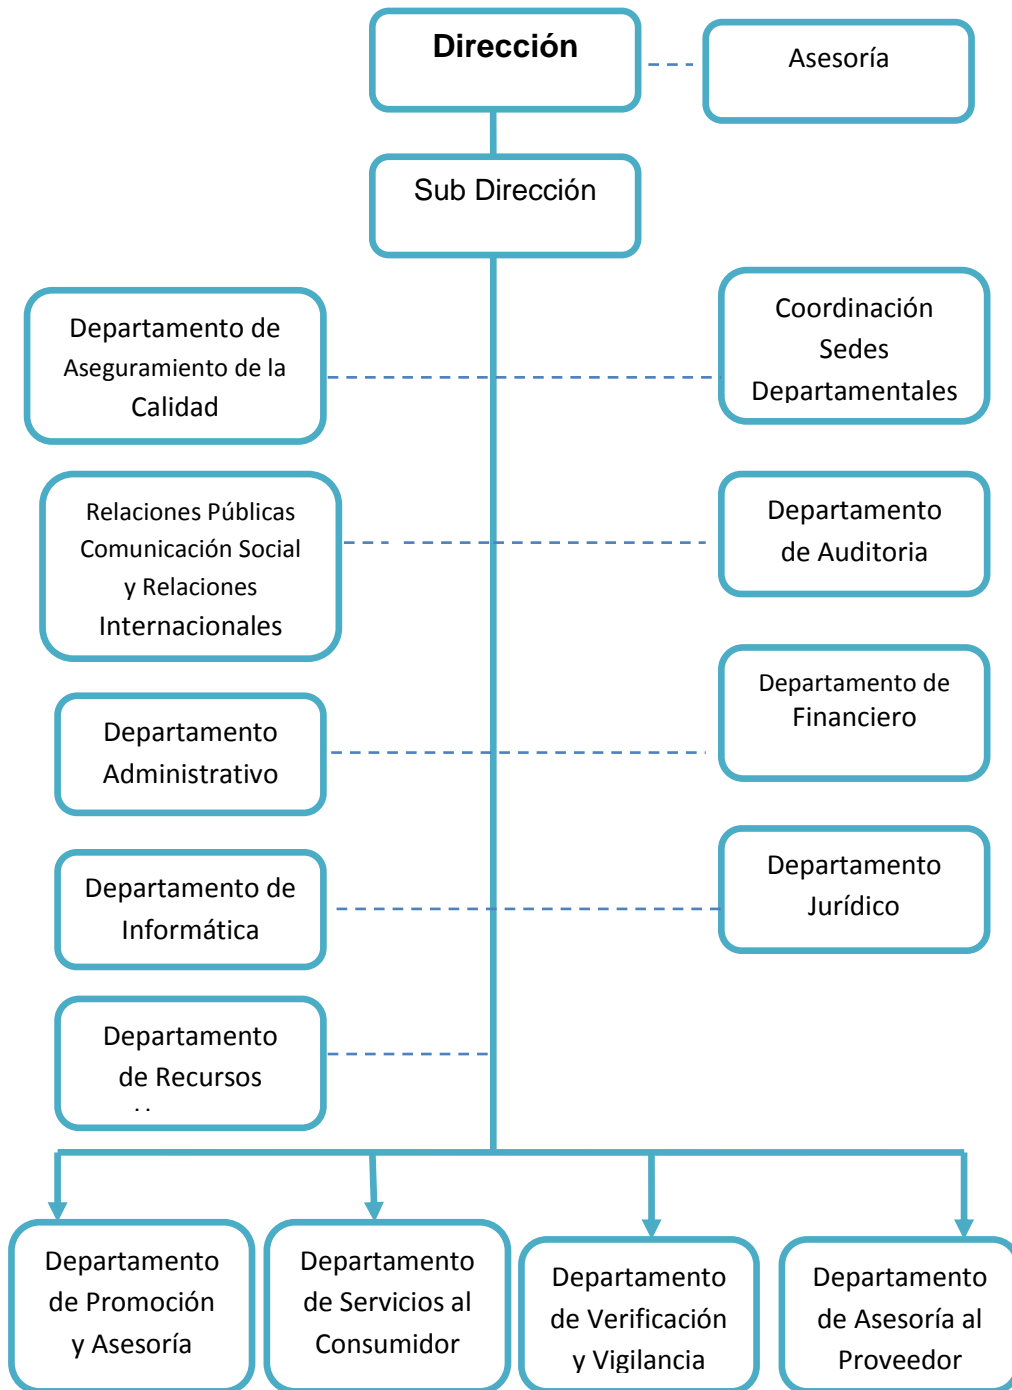 Dirección
Asesoría
Sub Dirección
Departamento de
Aseguramiento de la
Calidad
Coordinación
Sedes
Departamentales
Relaciones Públicas
Comunicación Social
y Relaciones
Internacionales
Departamento
de Auditoria
Departamento
Administrativo
Departamento de
Financiero
Departamento de
Informática
Departamento
Jurídico
Departamento
de Recursos
Departamento
de Promoción
y Asesoría
Departamento
de Servicios al
Consumidor
Departamento
de Verificación
y Vigilancia
Departamento
de Asesoría al
Proveedor